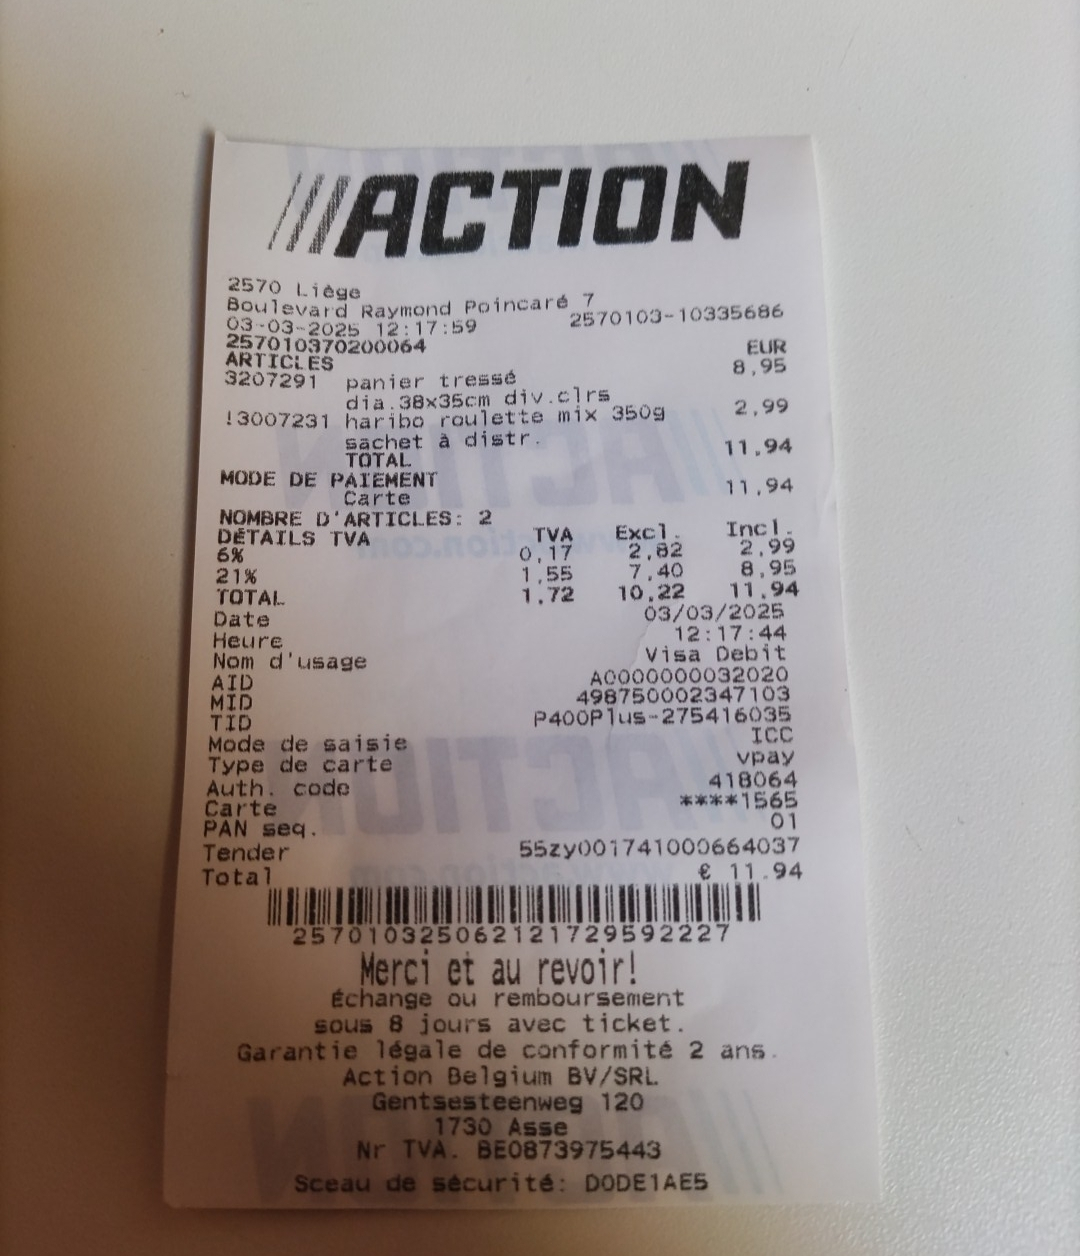 ACTION
2570 Liège
Boulevard Raymond Poincaré 7
03-03-2025 12:17:59 2570103-10335686
257010370200064
ARTICLES EUR
3207291 panier tressé 8,95
dia.38x35cm div.clrs
!3007231 haribo roulette mix 350g 2,99
sachet à distr.
TOTAL 11,94
MODE DE PAIEMENT
Carte 11,94
NOMBRE D'ARTICLES: 2
DÉTAILS TVA TVA Excl. Incl.
6% 0,17 2,82 2,99
21% 1,55 7,40 8,95
TOTAL 1,72 10,22 11,94
Date 03/03/2025
Heure 12:17:44
Nom d'usage Visa Debit
AID A0000000032020
MID 498750002347103
TID P400Plus-275416035
Mode de saisie ICC
Type de carte vpay
Auth. code 418064
Carte ****1565
PAN seq. 01
Tender 55zy001741000664037
Total € 11.94
257010325062121729592227
Merci et au revoir!
Échange ou remboursement
sous 8 jours avec ticket.
Garantie légale de conformité 2 ans.
Action Belgium BV/SRL
Gentsesteenweg 120
1730 Asse
Nr TVA. BE0873975443
Sceau de sécurité: D0DE1AE5